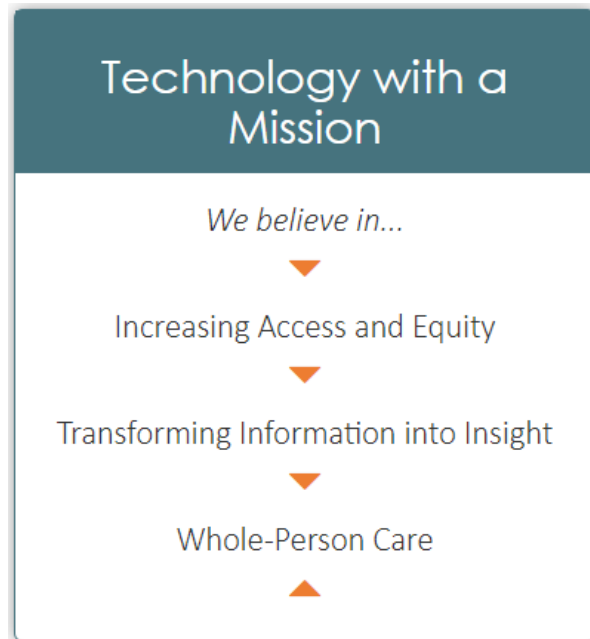 Technology with a
Mission
We believe in...
Increasing Access and Equity
Transforming Information into Insight
Whole-Person Care